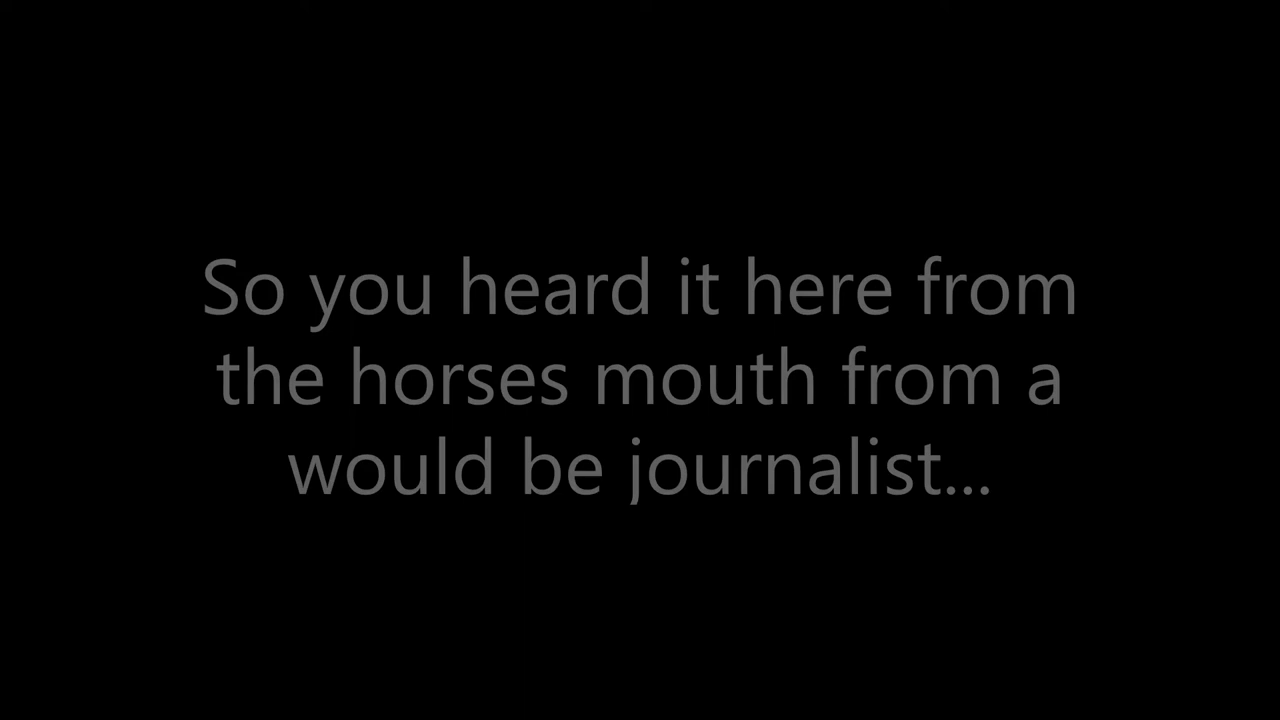 So you heard it here from
the horses mouth from a
would be journalist...